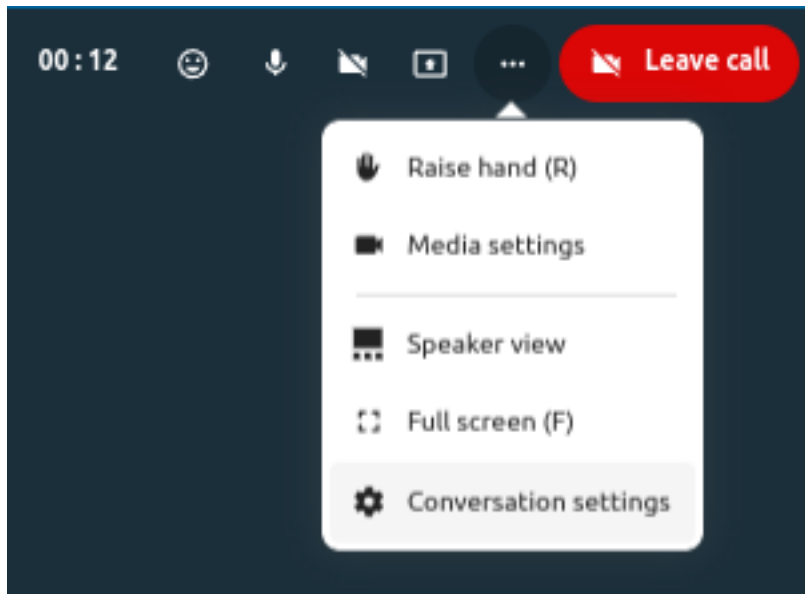 00 : 12
Leave call
Raise hand (R)
Media settings
Speaker view
Full screen (F)
Conversation settings